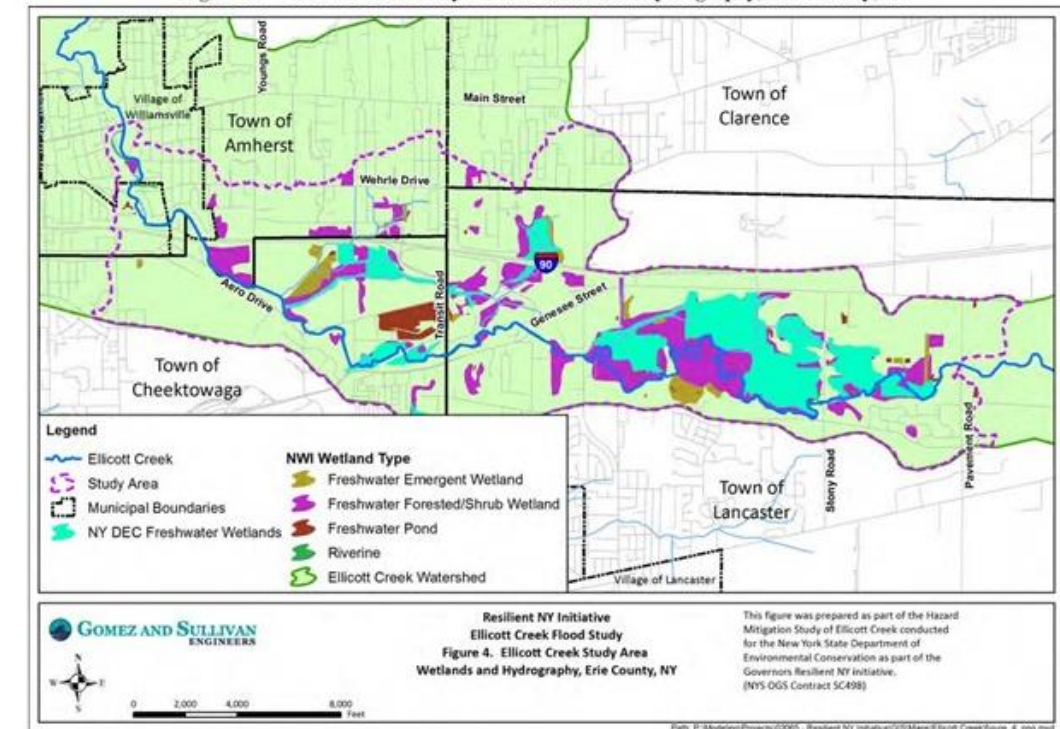 Youngs Road
Village of
Williamsville
Town of
Amherst
Main Street
Town of
Clarence
Wehrle Drive
90
Aero Drive
Transit Road
Genesee Street
Town of
Cheektowaga
Town of
Lancaster
Stony Road
Pavement Road
Village of Lancaster
Legend
Ellicott Creek
Study Area
Municipal Boundaries
NY DEC Freshwater Wetlands
NWI Wetland Type
Freshwater Emergent Wetland
Freshwater Forested/Shrub Wetland
Freshwater Pond
Riverine
Ellicott Creek Watershed
GOMEZ AND SULLIVAN
ENGINEERS
N
W E
S
0 2,000 4,000 8,000
Feet
Resilient NY Initiative
Ellicott Creek Flood Study
Figure 4. Ellicott Creek Study Area
Wetlands and Hydrography, Erie County, NY
This figure was prepared as part of the Hazard
Mitigation Study of Ellicott Creek conducted
for the New York State Department of
Environmental Conservation as part of the
Governors Resilient NY initiative.
(NYS OGS Contract SC498)